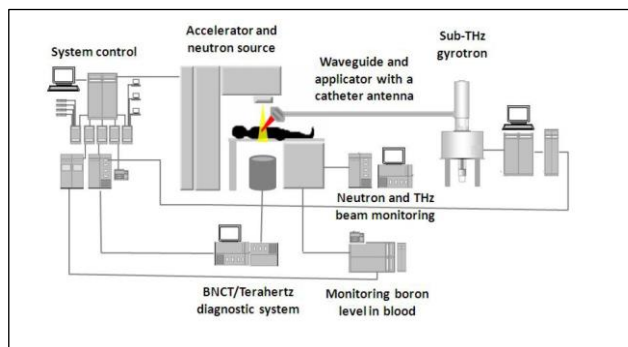 System control
Accelerator and
neutron source
Waveguide and
applicator with a
catheter antenna
Sub-THz
gyrotron
Neutron and THz
beam monitoring
BNCT/Terahertz
diagnostic system
Monitoring boron
level in blood